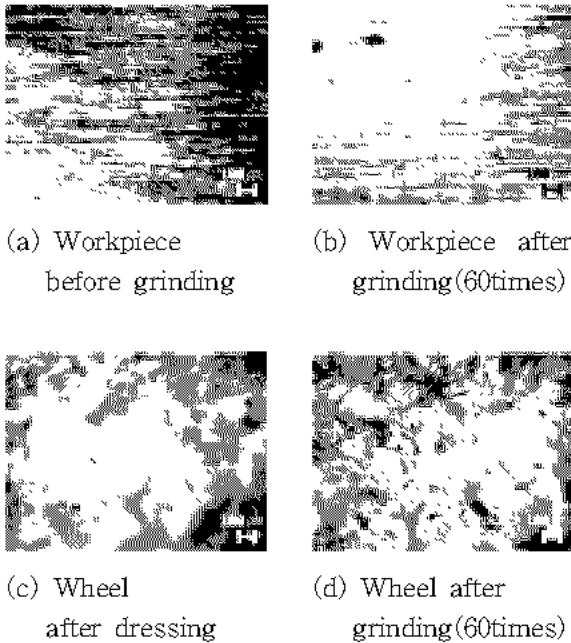 (a) Workpiece
before grinding
(b) Workpiece after
grinding(60times)
(c) Wheel
after dressing
(d) Wheel after
grinding(60times)